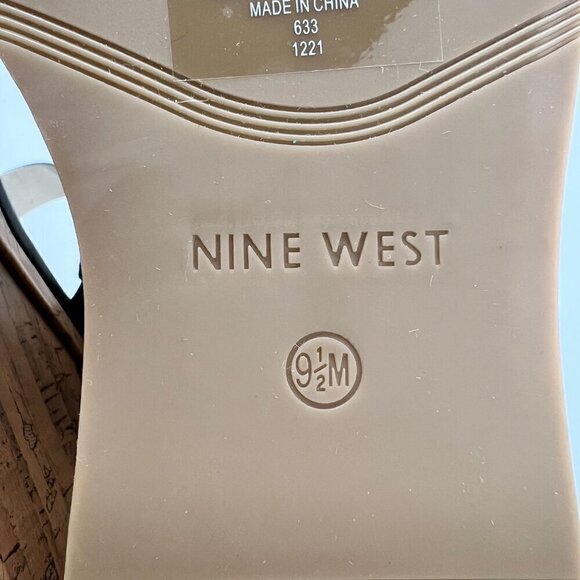 MADE IN CHINA
633
1221
NINE WEST
9½M